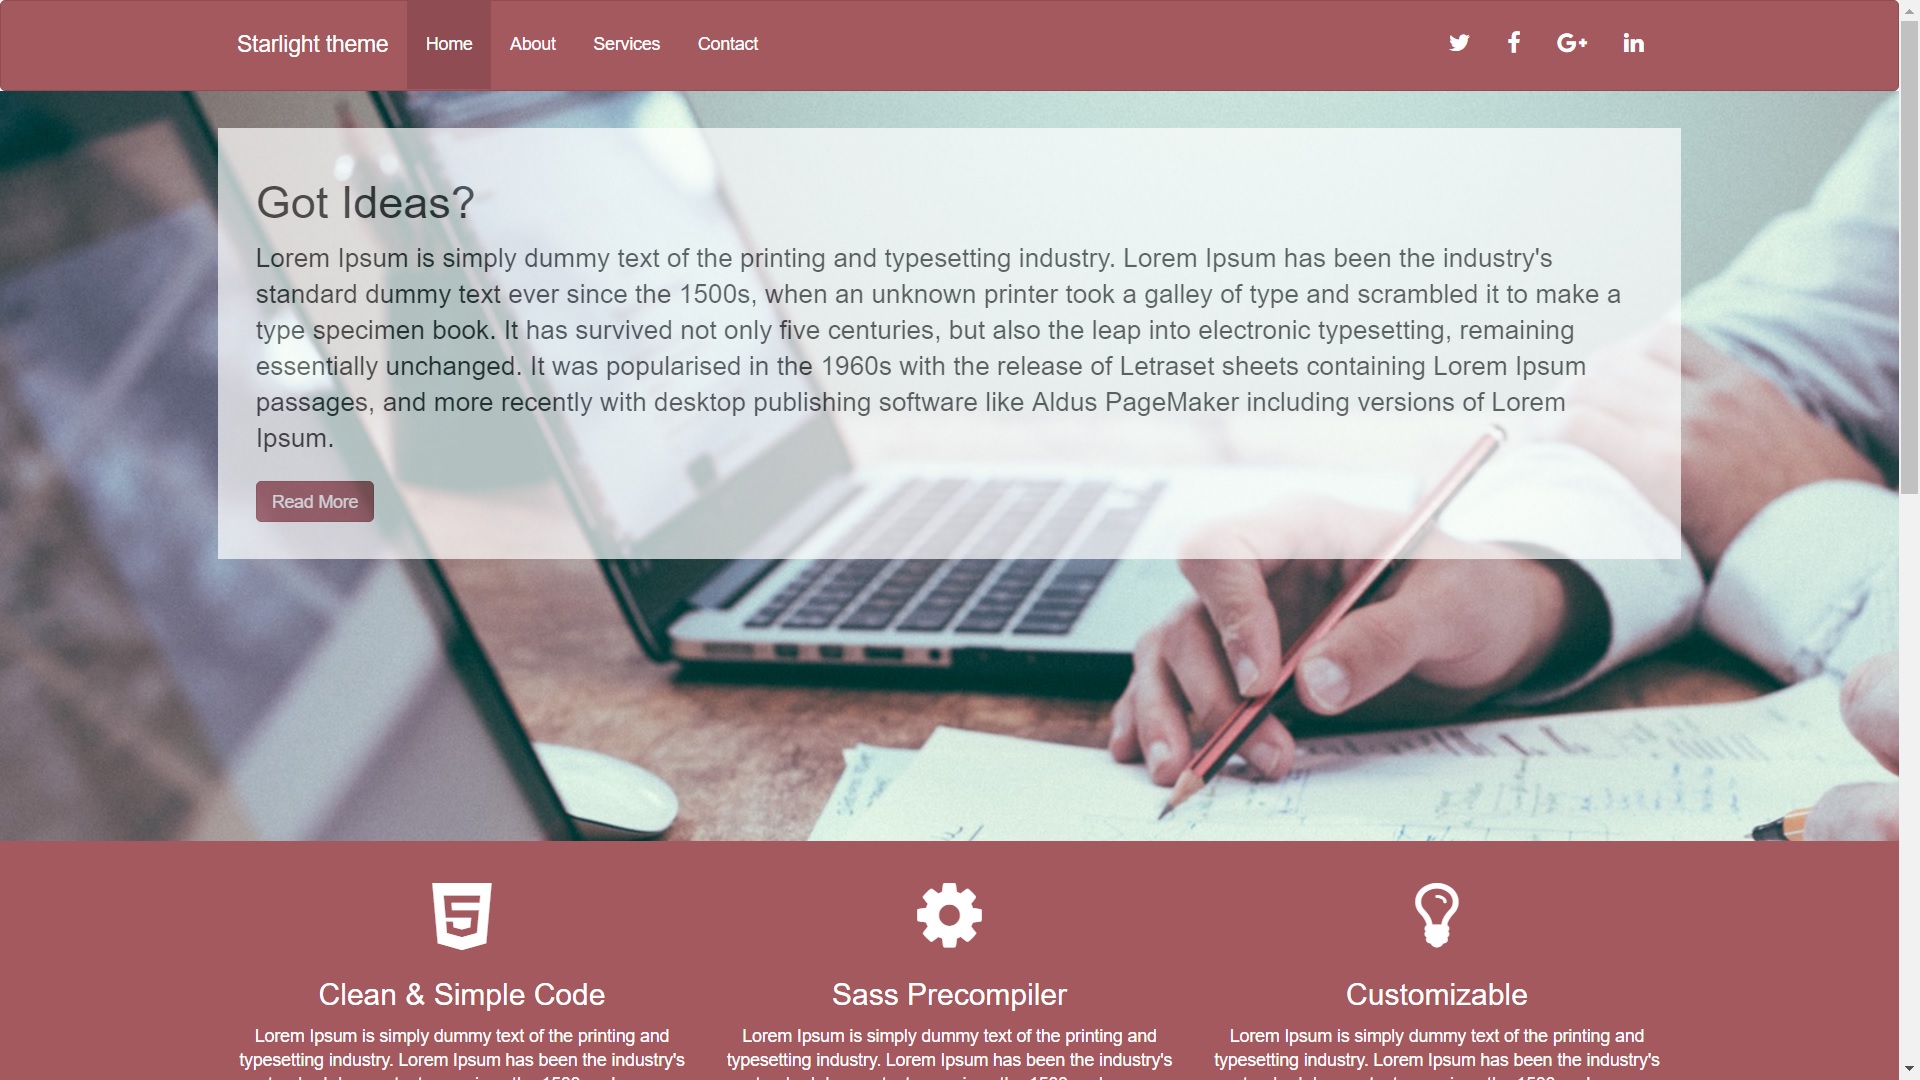 Starlight theme Home About Services Contact
Got Ideas?
Lorem Ipsum is simply dummy text of the printing and typesetting industry. Lorem Ipsum has been the industry's
standard dummy text ever since the 1500s, when an unknown printer took a galley of type and scrambled it to make a
type specimen book. It has survived not only five centuries, but also the leap into electronic typesetting, remaining
essentially unchanged. It was popularised in the 1960s with the release of Letraset sheets containing Lorem Ipsum
passages, and more recently with desktop publishing software like Aldus PageMaker including versions of Lorem
Ipsum.
Read More
Clean & Simple Code
Lorem Ipsum is simply dummy text of the printing and
typesetting industry. Lorem Ipsum has been the industry's
Sass Precompiler
Lorem Ipsum is simply dummy text of the printing and
typesetting industry. Lorem Ipsum has been the industry's
Customizable
Lorem Ipsum is simply dummy text of the printing and
typesetting industry. Lorem Ipsum has been the industry's